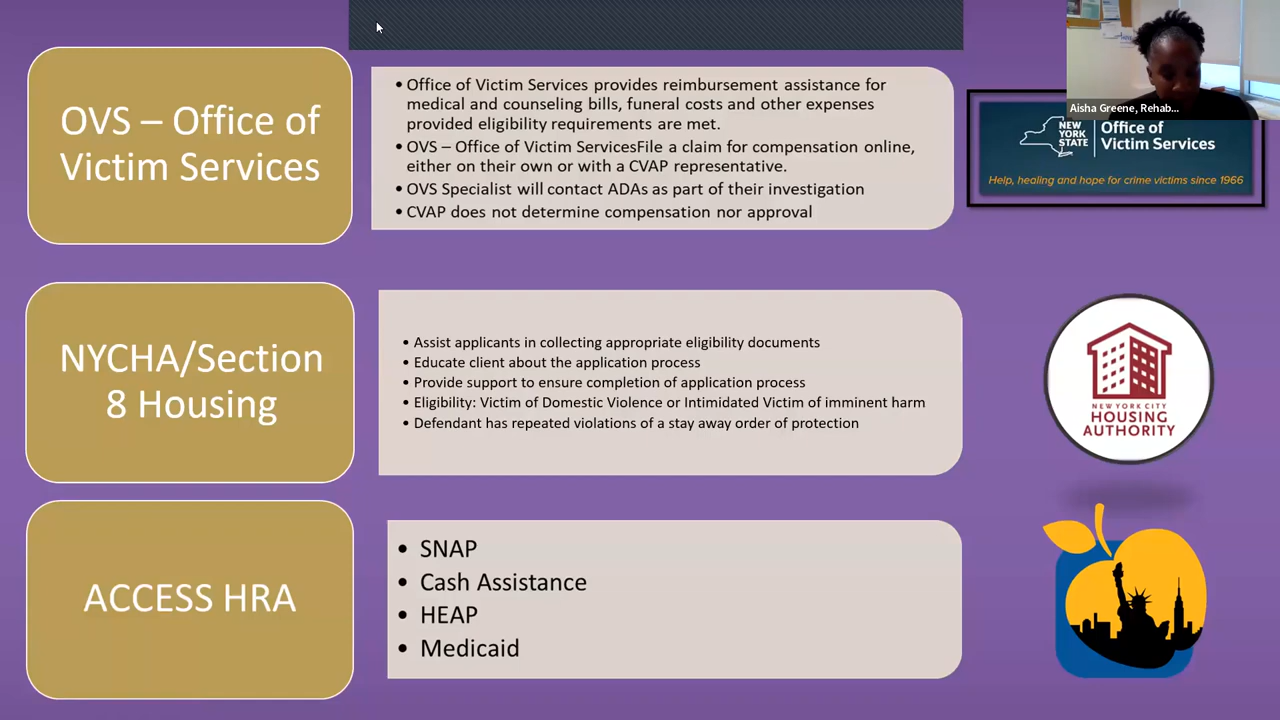 Aisha Greene, Rehab...
OVS – Office of
Victim Services
• Office of Victim Services provides reimbursement assistance for
medical and counseling bills, funeral costs and other expenses
provided eligibility requirements are met.
• OVS – Office of Victim ServicesFile a claim for compensation online,
either on their own or with a CVAP representative.
• OVS Specialist will contact ADAs as part of their investigation
• CVAP does not determine compensation nor approval
NEW
YORK
STATE
Office of
Victim Services
Help, healing and hope for crime victims since 1966
NYCHA/Section
8 Housing
• Assist applicants in collecting appropriate eligibility documents
• Educate client about the application process
• Provide support to ensure completion of application process
• Eligibility: Victim of Domestic Violence or Intimidated Victim of imminent harm
• Defendant has repeated violations of a stay away order of protection
NEW YORK CITY
HOUSING
AUTHORITY
ACCESS HRA
• SNAP
• Cash Assistance
• HEAP
• Medicaid